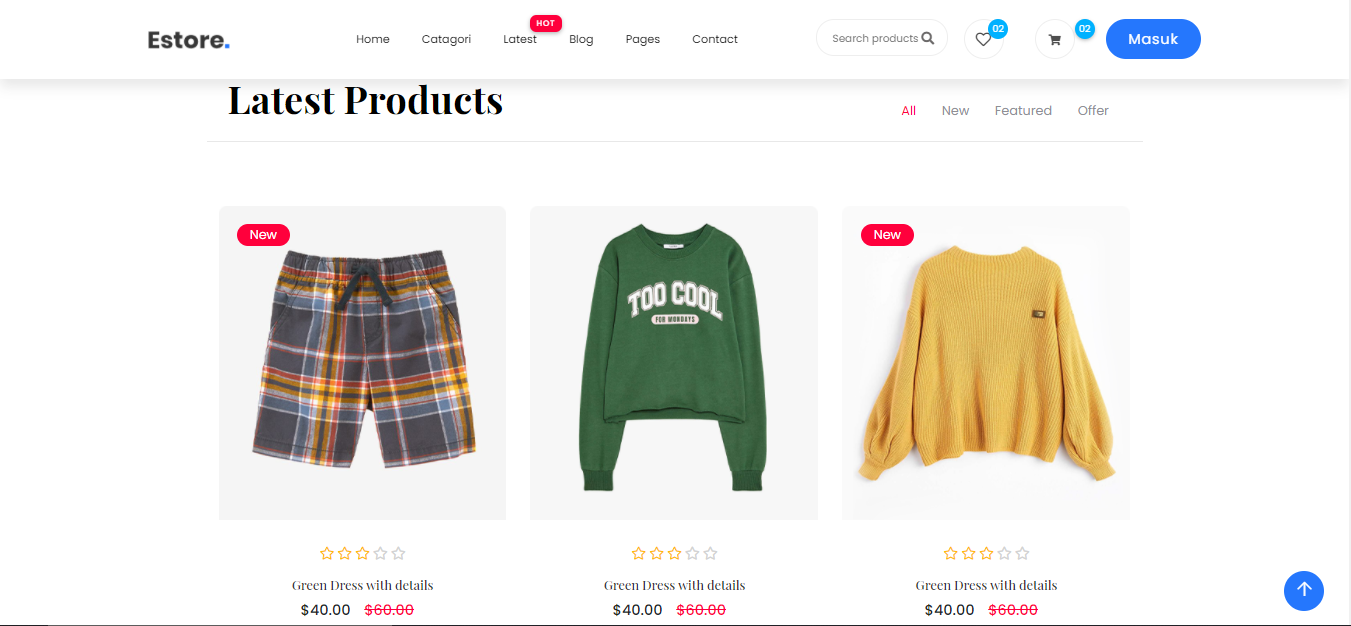 HOT
Estore.
Home Catagori Latest Blog Pages Contact
Search products
02
02
Masuk
Latest Products
All New Featured Offer
New
New
TOO COOL
FOR MONDAYS
Green Dress with details
$40.00 $60.00
Green Dress with details
$40.00 $60.00
Green Dress with details
$40.00 $60.00